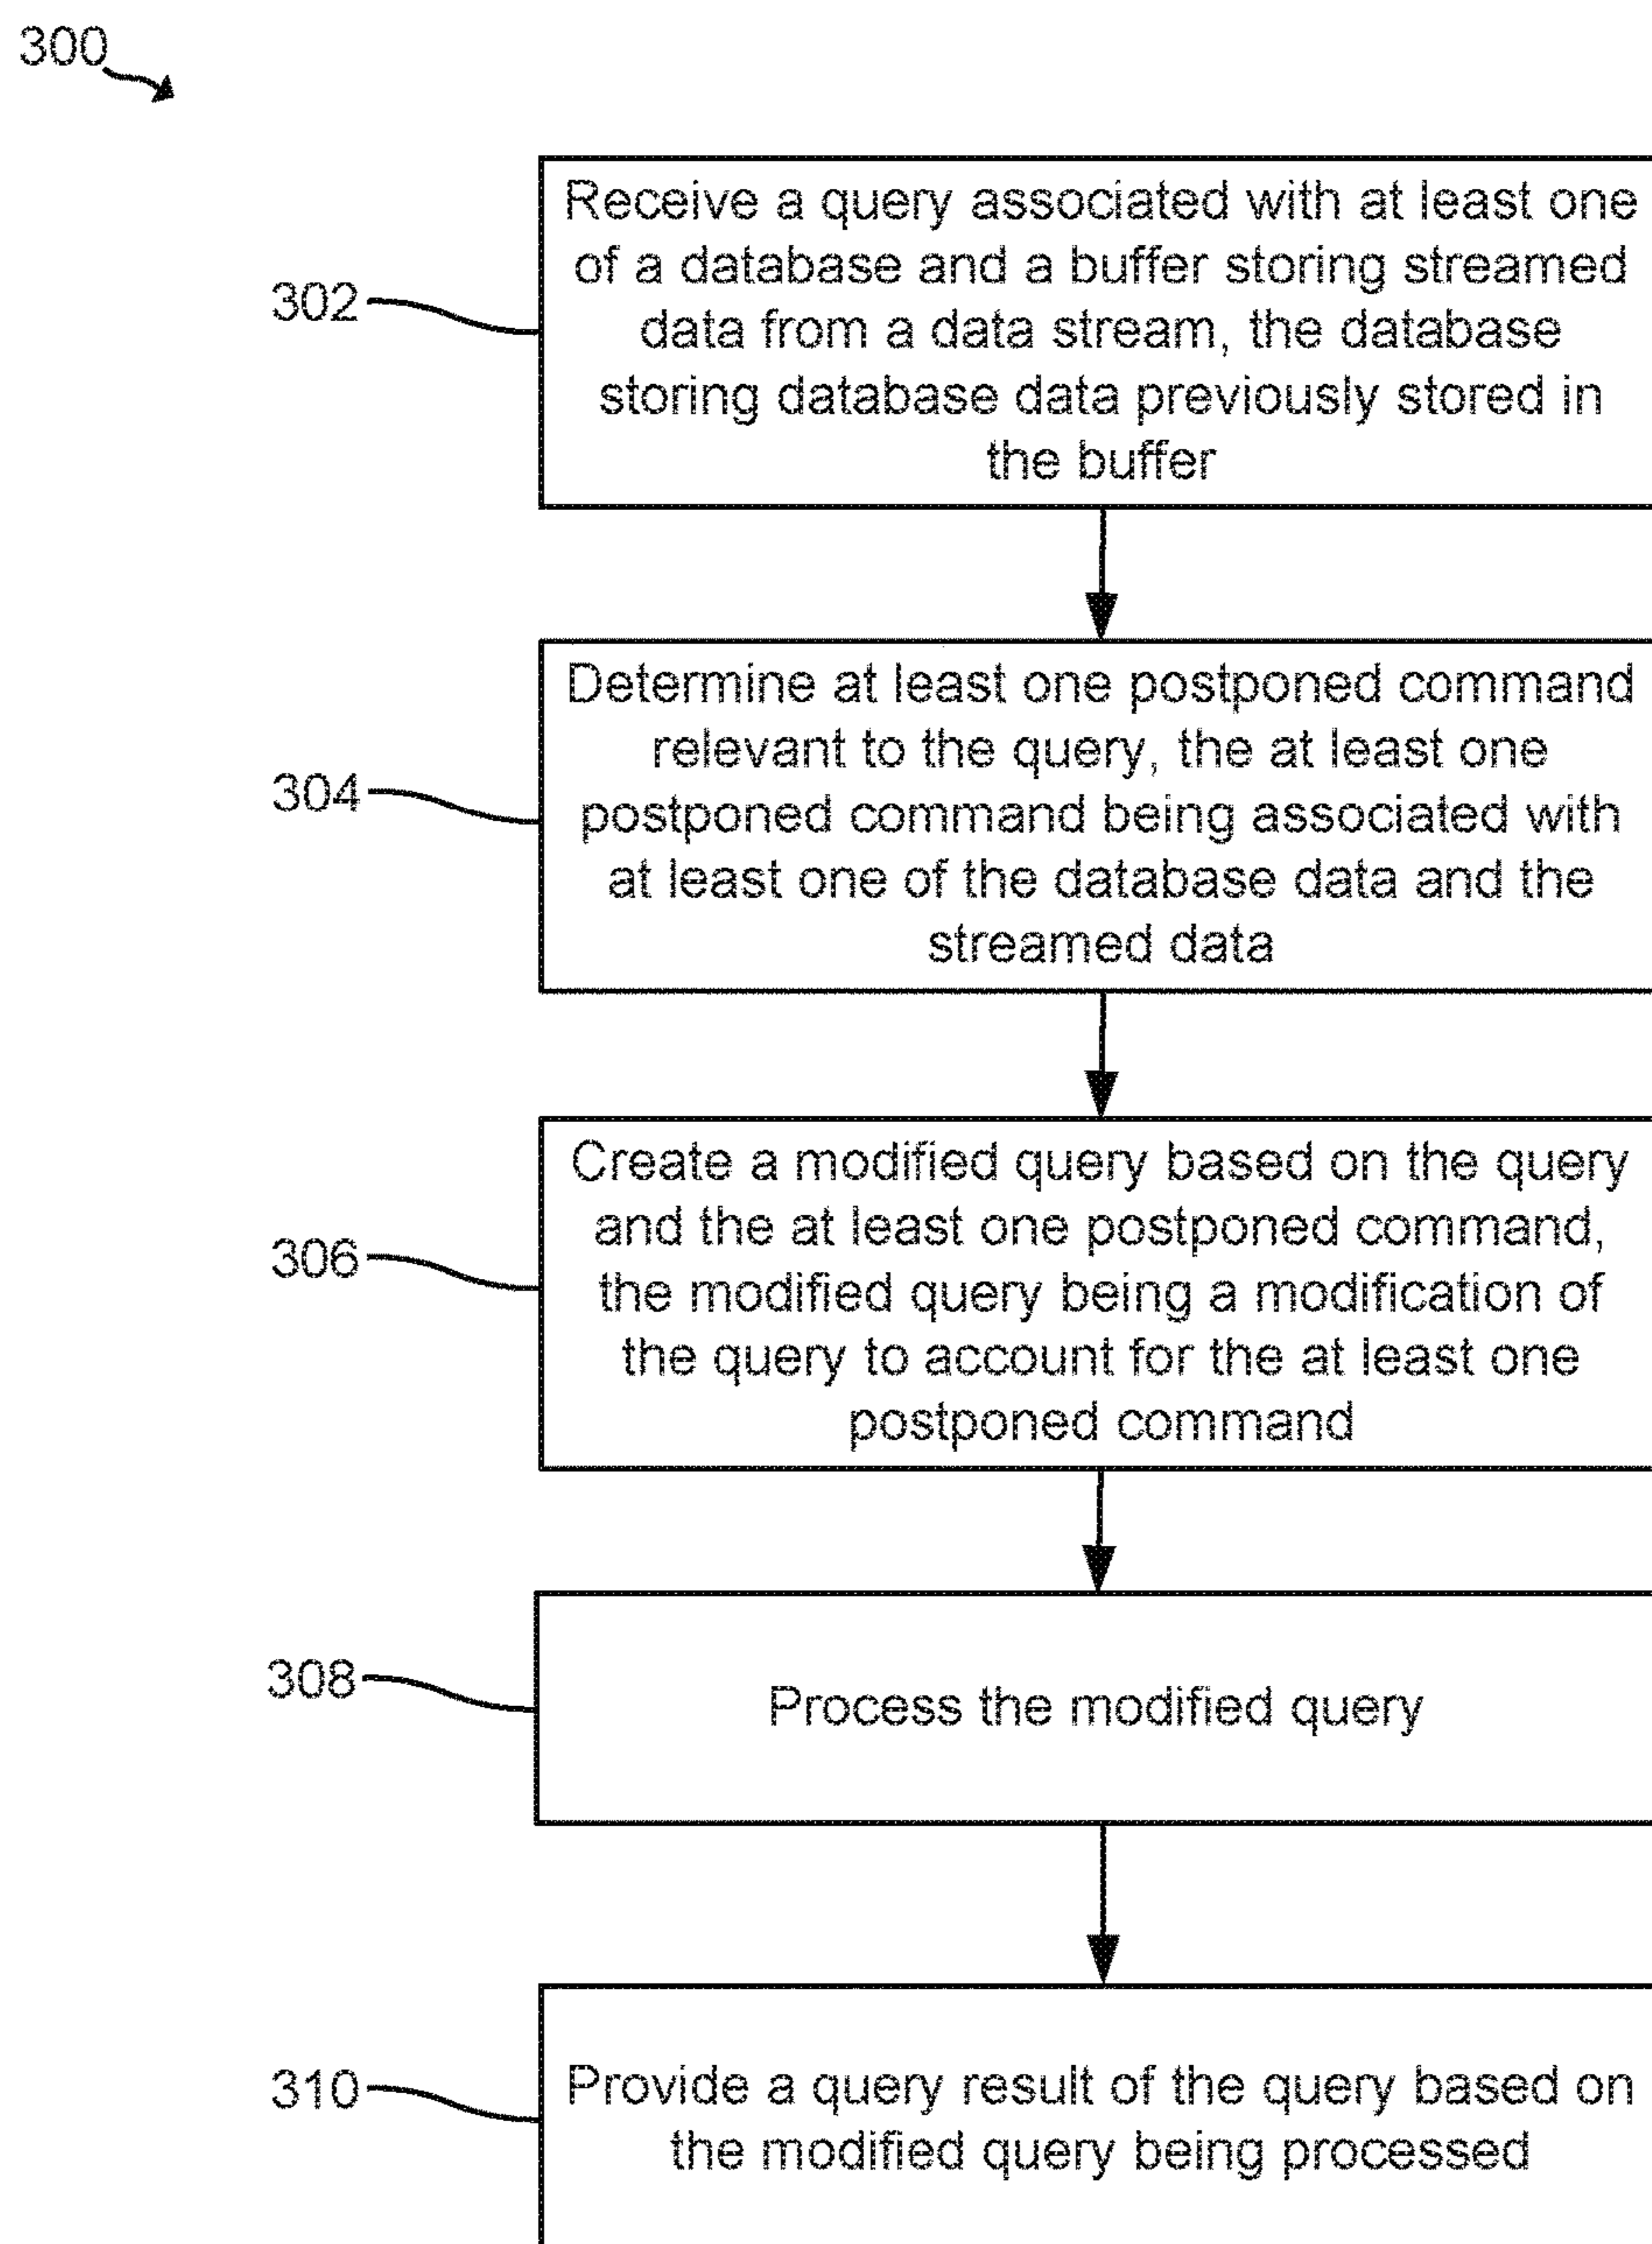 300
302
Receive a query associated with at least one
of a database and a buffer storing streamed
data from a data stream, the database
storing database data previously stored in
the buffer
304
Determine at least one postponed command
relevant to the query, the at least one
postponed command being associated with
at least one of the database data and the
streamed data
306
Create a modified query based on the query
and the at least one postponed command,
the modified query being a modification of
the query to account for the at least one
postponed command
308
Process the modified query
310
Provide a query result of the query based on
the modified query being processed